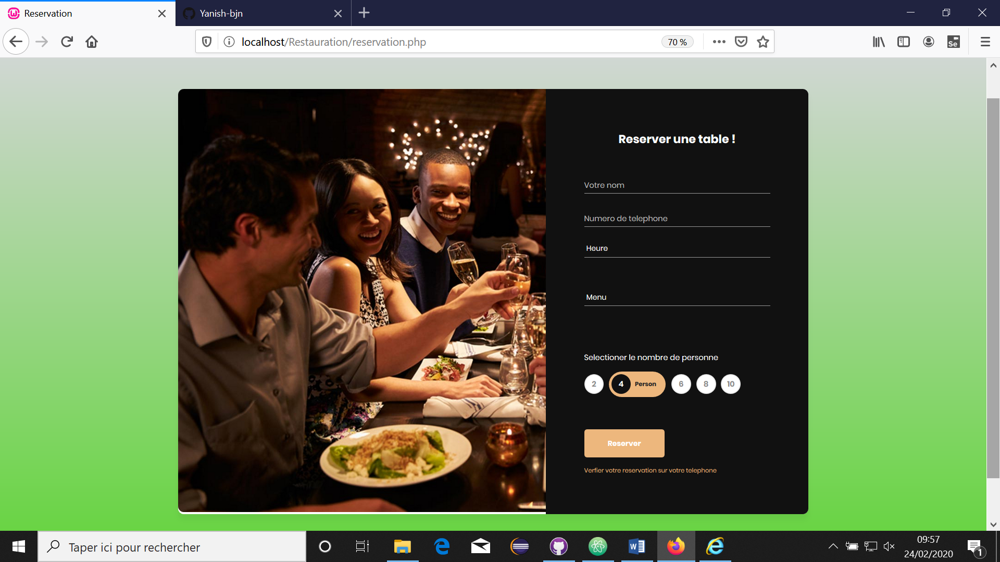 Reservation
Yanish-bjn
localhost/Restauration/reservation.php
70 %
Se
Reserver une table !
Votre nom
Numero de telephone
Heure
Menu
Selectioner le nombre de personne
2 4 Person 6 8 10
Reserver
Verfier votre reservation sur votre telephone
Taper ici pour rechercher
09:57
24/02/2020
1